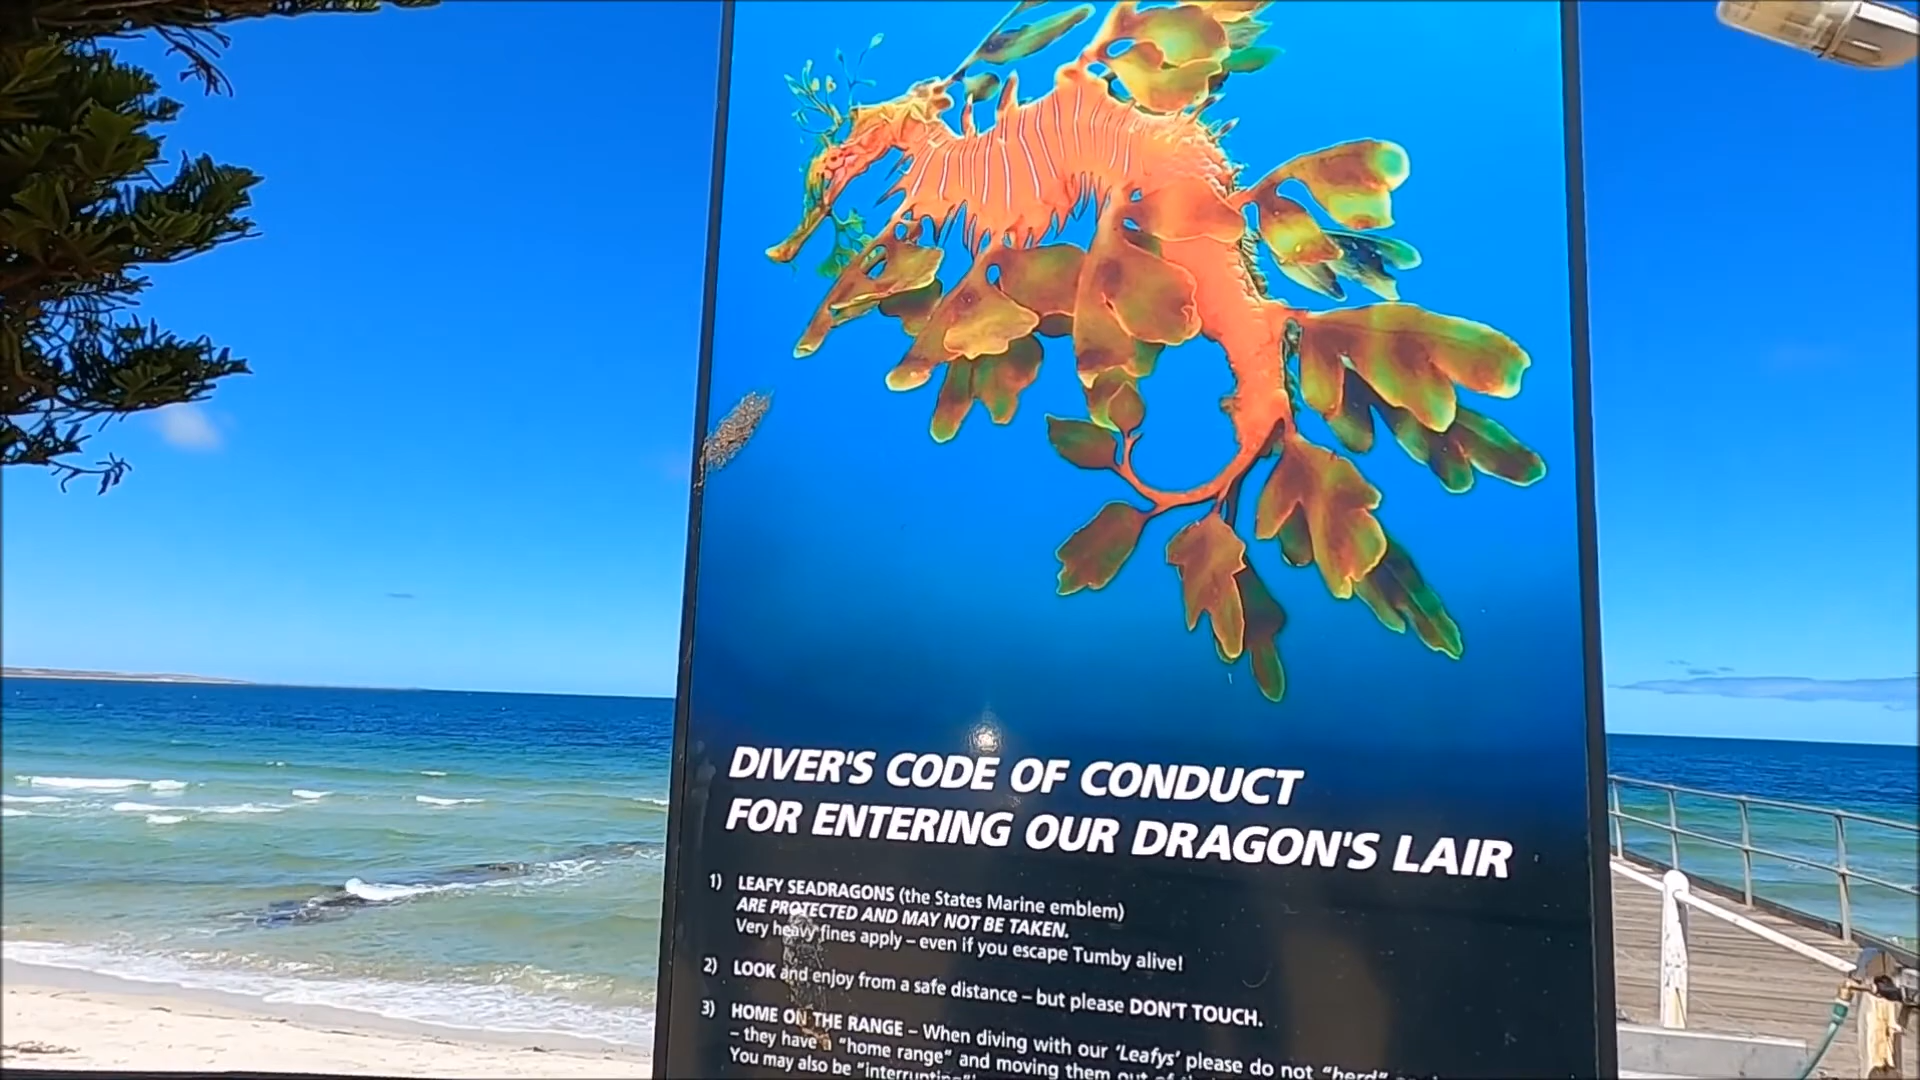 DIVER'S CODE OF CONDUCT
FOR ENTERING OUR DRAGON'S LAIR
1) LEAFY SEADRAGONS (the States Marine emblem)
ARE PROTECTED AND MAY NOT BE TAKEN.
Very heavy fines apply – even if you escape Tumby alive!
2) LOOK and enjoy from a safe distance – but please DON'T TOUCH.
3) HOME ON THE RANGE – When diving with our 'Leafys' please do not "herd"
– they have a "home range" and moving them out of
You may also be "interrupting"